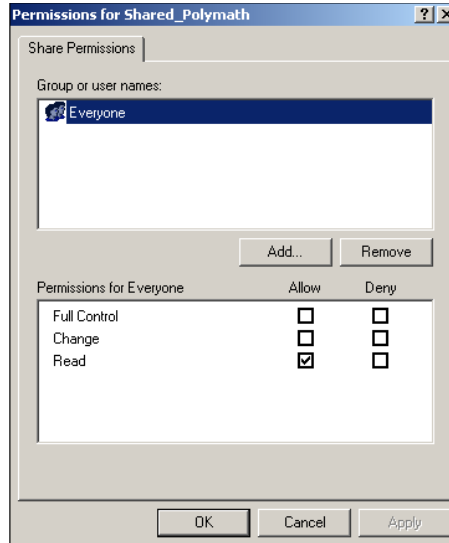 Permissions for Shared_Polymath
Share Permissions
Group or user names:
Everyone
Add... Remove
Permissions for Everyone Allow Deny
Full Control
Change
Read
OK Cancel Apply